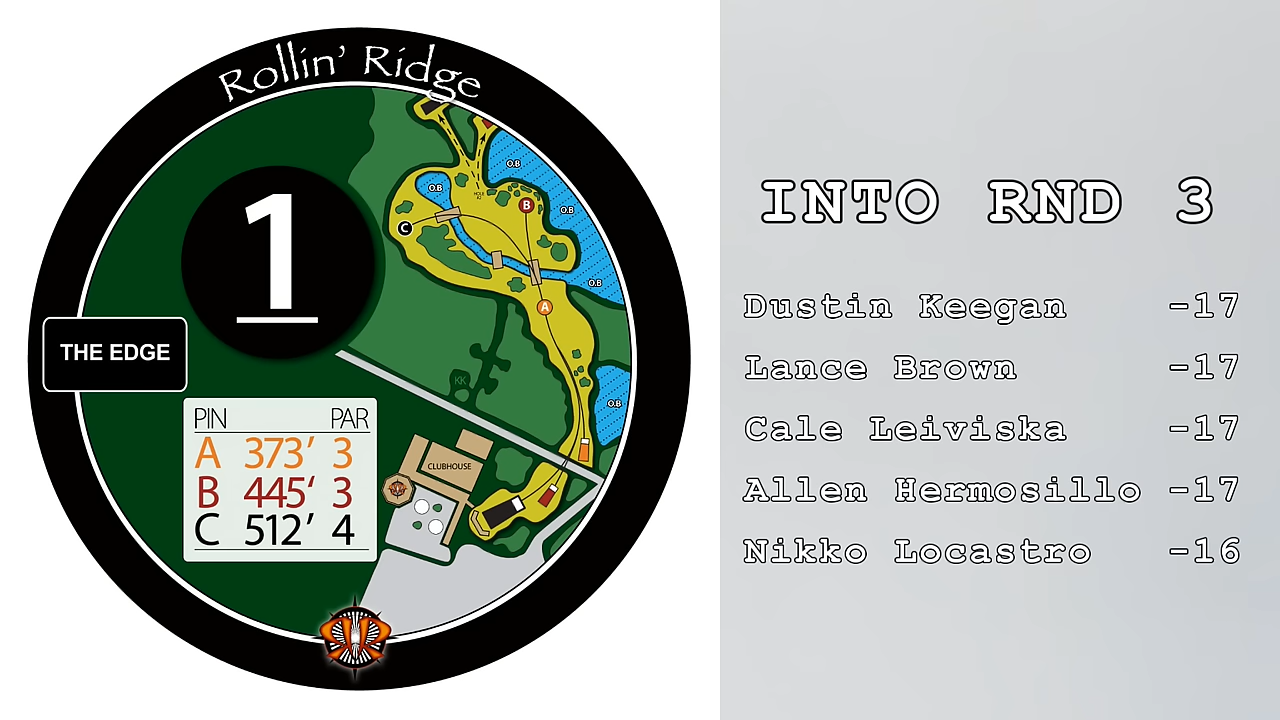 Rollin' Ridge
1
THE EDGE
PIN PAR
A 373' 3
B 445' 3
C 512' 4
O.B
O.B
O.B
O.B
O.B
B
C
A
KK
CLUBHOUSE
INTO RND 3
Dustin Keegan -17
Lance Brown -17
Cale Leiviska -17
Allen Hermosillo -17
Nikko Locastro -16